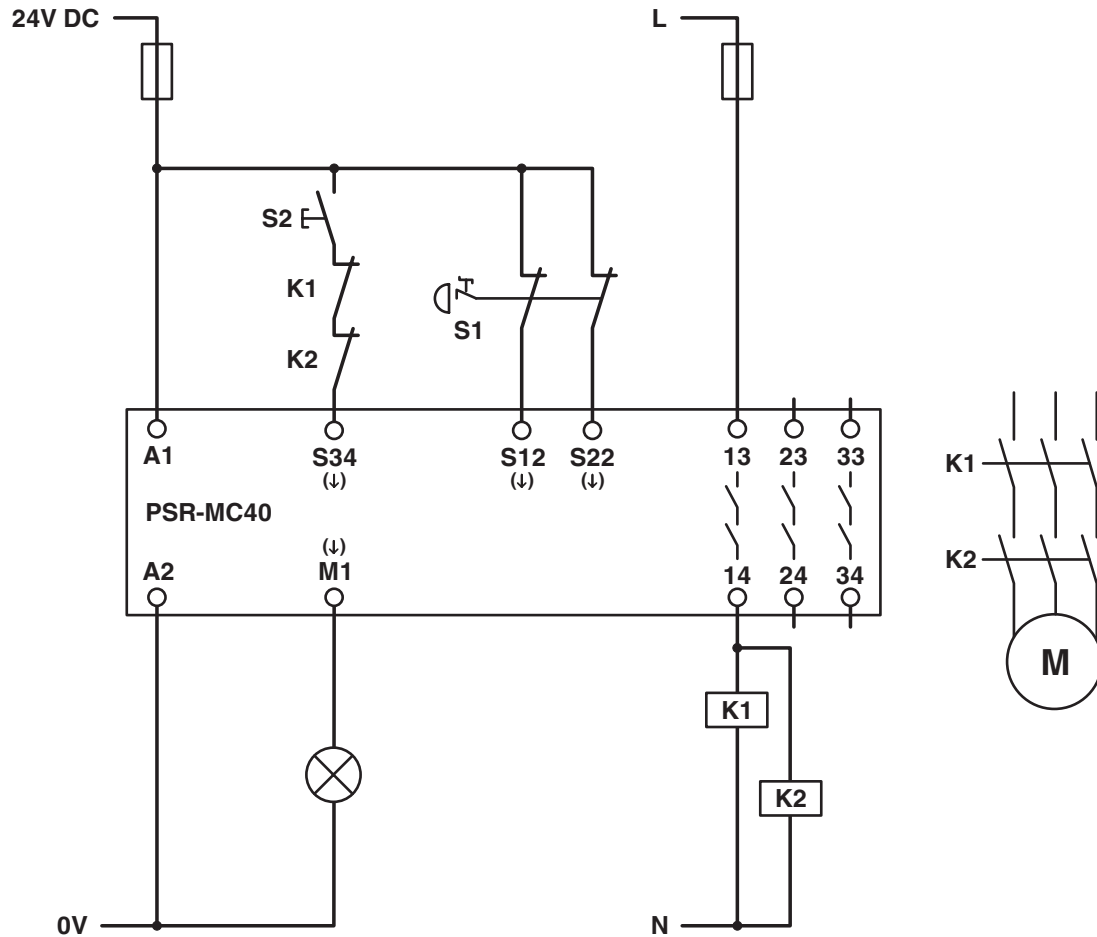 24V DC
L
S2
K1
S1
K2
A1 S34 S12 S22 13 23 33
(↓) (↓) (↓)
PSR-MC40
(↓)
A2 M1 14 24 34
K1
K2
M
K1
K2
0V N